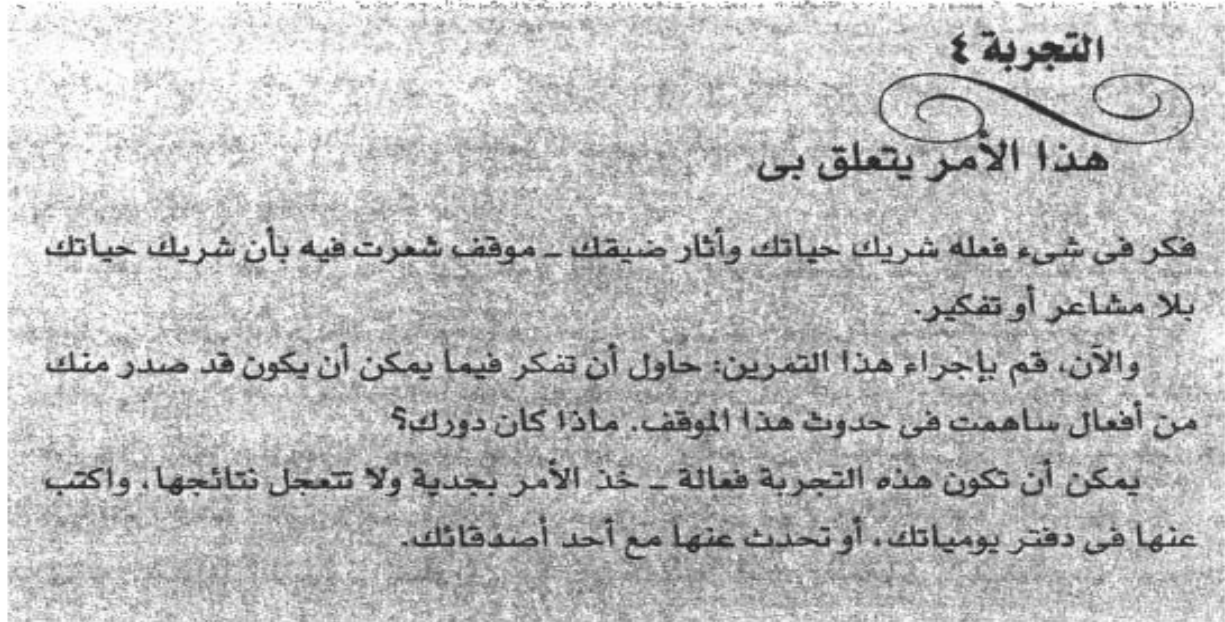 التجربة ٤
هذا الأمر يتعلق بى
فكر فى شىء فعله شريك حياتك وأثار ضيقك ــ موقف شعرت فيه بأن شريك حياتك
بلا مشاعر أو تفكير.
والآن، قم بإجراء هذا التمرين: حاول أن تفكر فيما يمكن أن يكون قد صدر منك
من أفعال ساهمت فى حدوث هذا الموقف. ماذا كان دورك؟
يمكن أن تكون هذه التجربة فعالة ــ خذ الأمر بجدية ولا تتعجل نتائجها، واكتب
عنها فى دفتر يومياتك، أو تحدث عنها مع أحد أصدقائك.